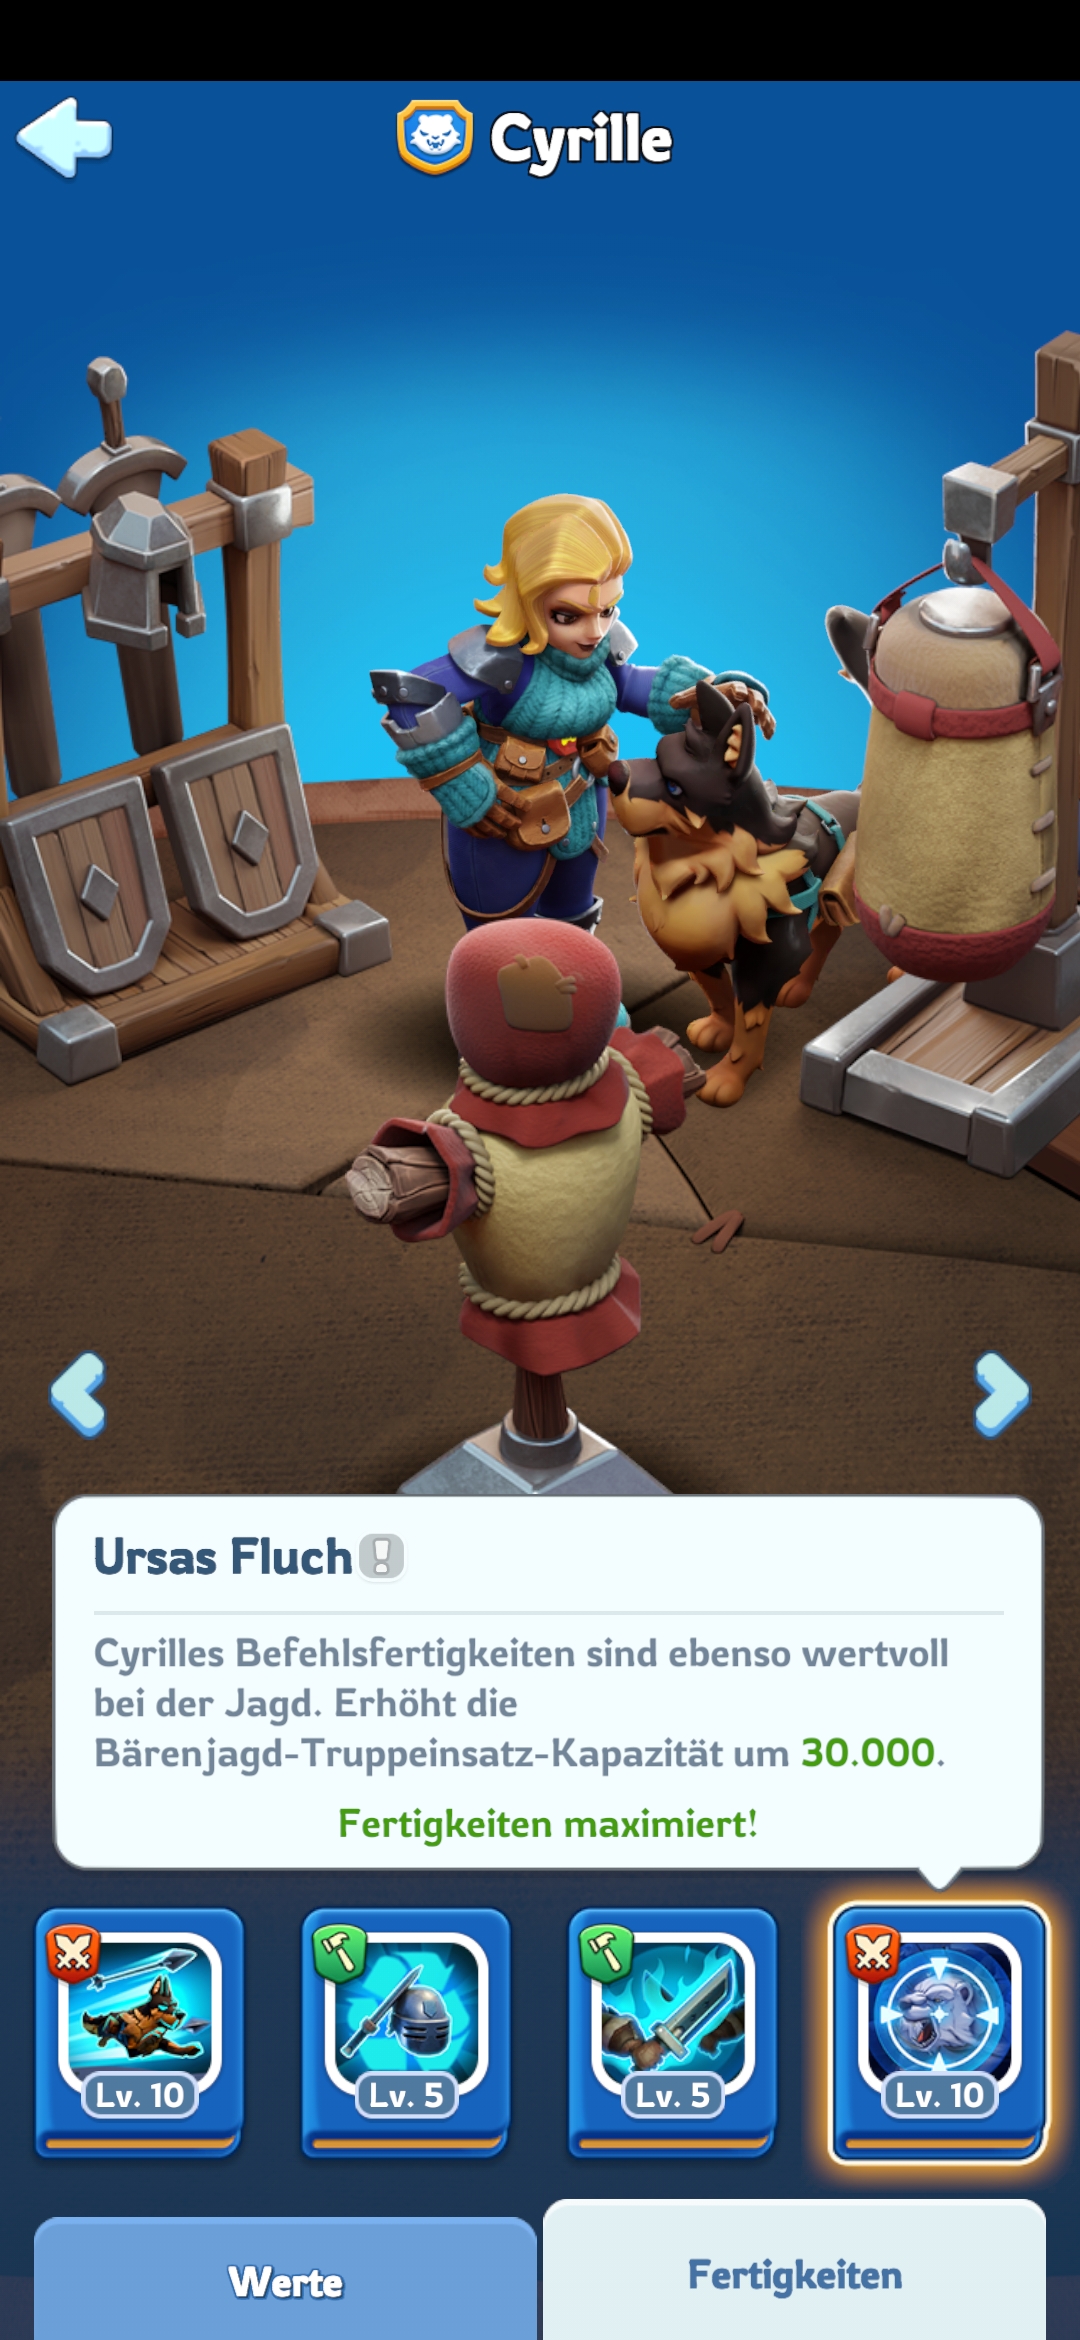 Cyrille
Ursas Fluch
Cyrilles Befehlsfertigkeiten sind ebenso wertvoll
bei der Jagd. Erhöht die
Bärenjagd-Truppeinsatz-Kapazität um 30.000.
Fertigkeiten maximiert!
Lv. 10
Lv. 5
Lv. 5
Lv. 10
Werte
Fertigkeiten